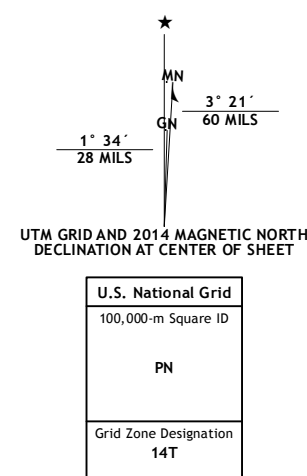 MN
GN
3° 21´
60 MILS
1° 34´
28 MILS
UTM GRID AND 2014 MAGNETIC NORTH
DECLINATION AT CENTER OF SHEET
U.S. National Grid
100,000-m Square ID
PN
Grid Zone Designation
14T